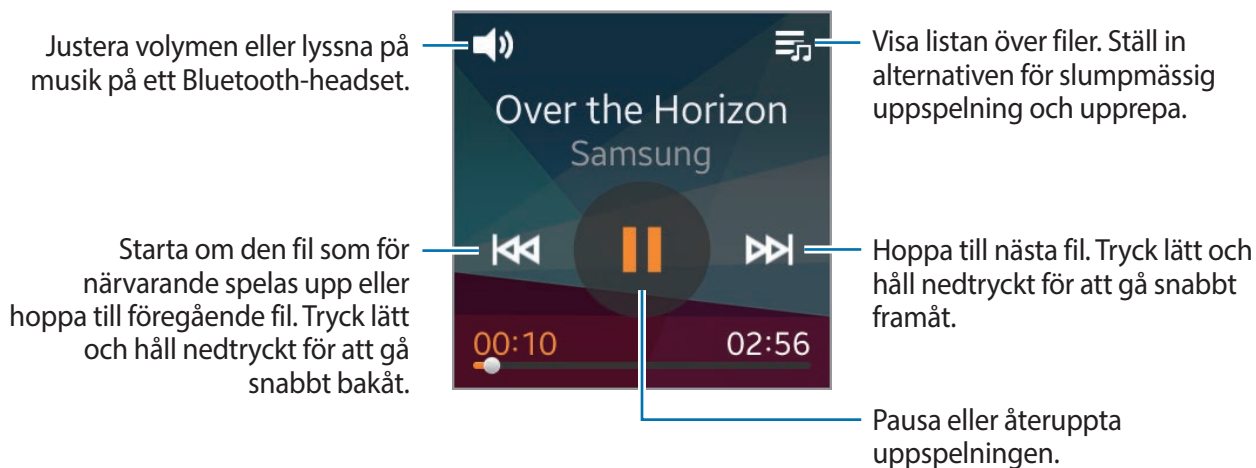 Justera volymen eller lyssna på
musik på ett Bluetooth-headset.
Visa listan över filer. Ställ in
alternativen för slumpmässig
uppspelning och upprepa.
Over the Horizon
Samsung
Starta om den fil som för
närvarande spelas upp eller
hoppa till föregående fil. Tryck lätt
och håll nedtryckt för att gå
snabbt bakåt.
Hoppa till nästa fil. Tryck lätt och
håll nedtryckt för att gå snabbt
framåt.
00:10 02:56
Pausa eller återuppta
uppspelningen.